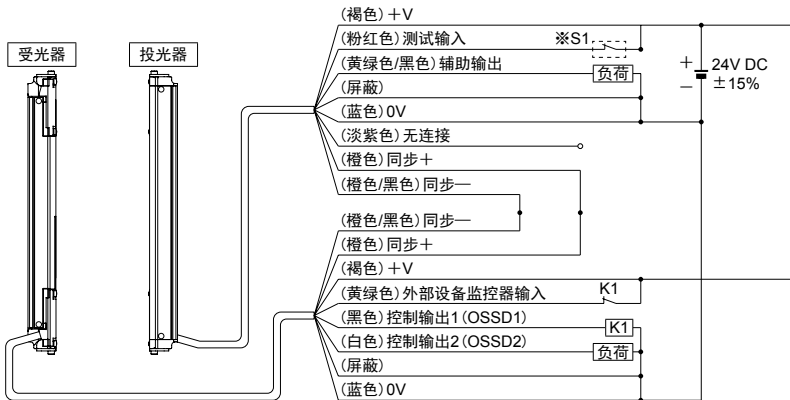 受光器
投光器
(褐色)＋V
(粉红色)测试输入
※S1
(黄绿色/黑色)辅助输出
负荷
＋
－
24V DC
±15%
(屏蔽)
(蓝色)0V
(淡紫色)无连接
(橙色)同步＋
(橙色/黑色)同步—
(橙色/黑色)同步—
(橙色)同步＋
(褐色)＋V
(黄绿色)外部设备监控器输入
K1
(黑色)控制输出1(OSSD1)
K1
(白色)控制输出2(OSSD2)
负荷
(屏蔽)
(蓝色)0V